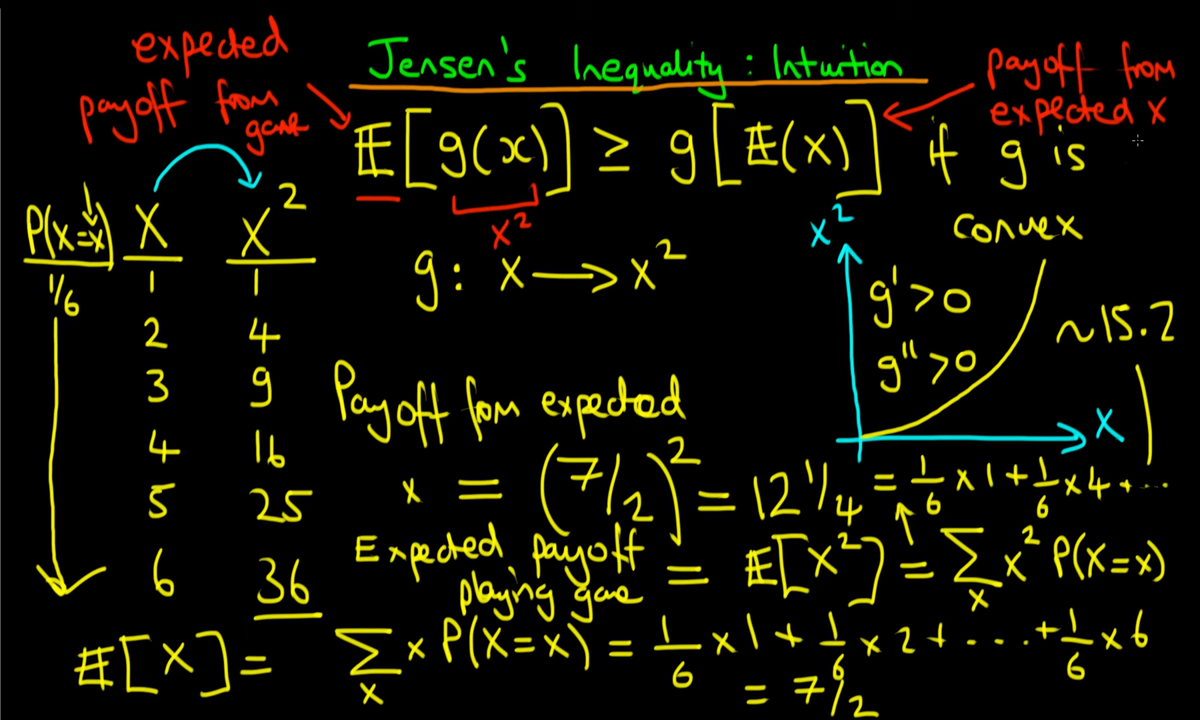 Jensen's Inequality : Intuition
expected
payoff from
game
payoff from
expected x
E[g(x)] ≥ g[E(X)] if g is
convex
x²
g: x ⟶ x²
P(X=x) X X²
1/6 1 1
2 4
3 9
4 16
5 25
6 36
x²
g' > 0
g'' > 0
x
~15.2
Payoff from expected
x = (7/2)² = 12 1/4
= 1/6 x 1 + 1/6 x 4 + ...
Expected payoff
playing game
= E[X²] = ∑ₓ x² P(X=x)
E[X] = ∑ₓ x P(X=x) = 1/6 x 1 + 1/6 x 2 + .... + 1/6 x 6
= 7/2